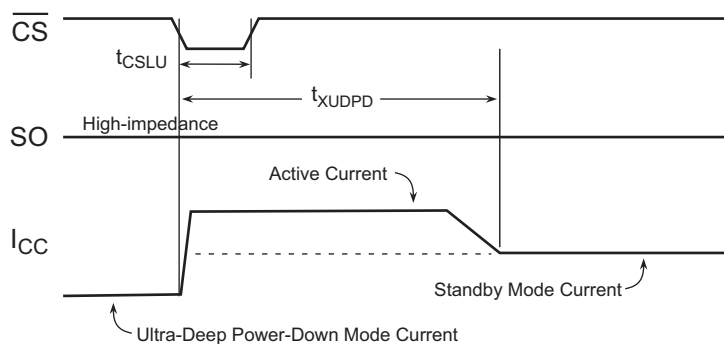 CS
tCSLU
tXUDPD
High-impedance
SO
Active Current
ICC
Standby Mode Current
Ultra-Deep Power-Down Mode Current